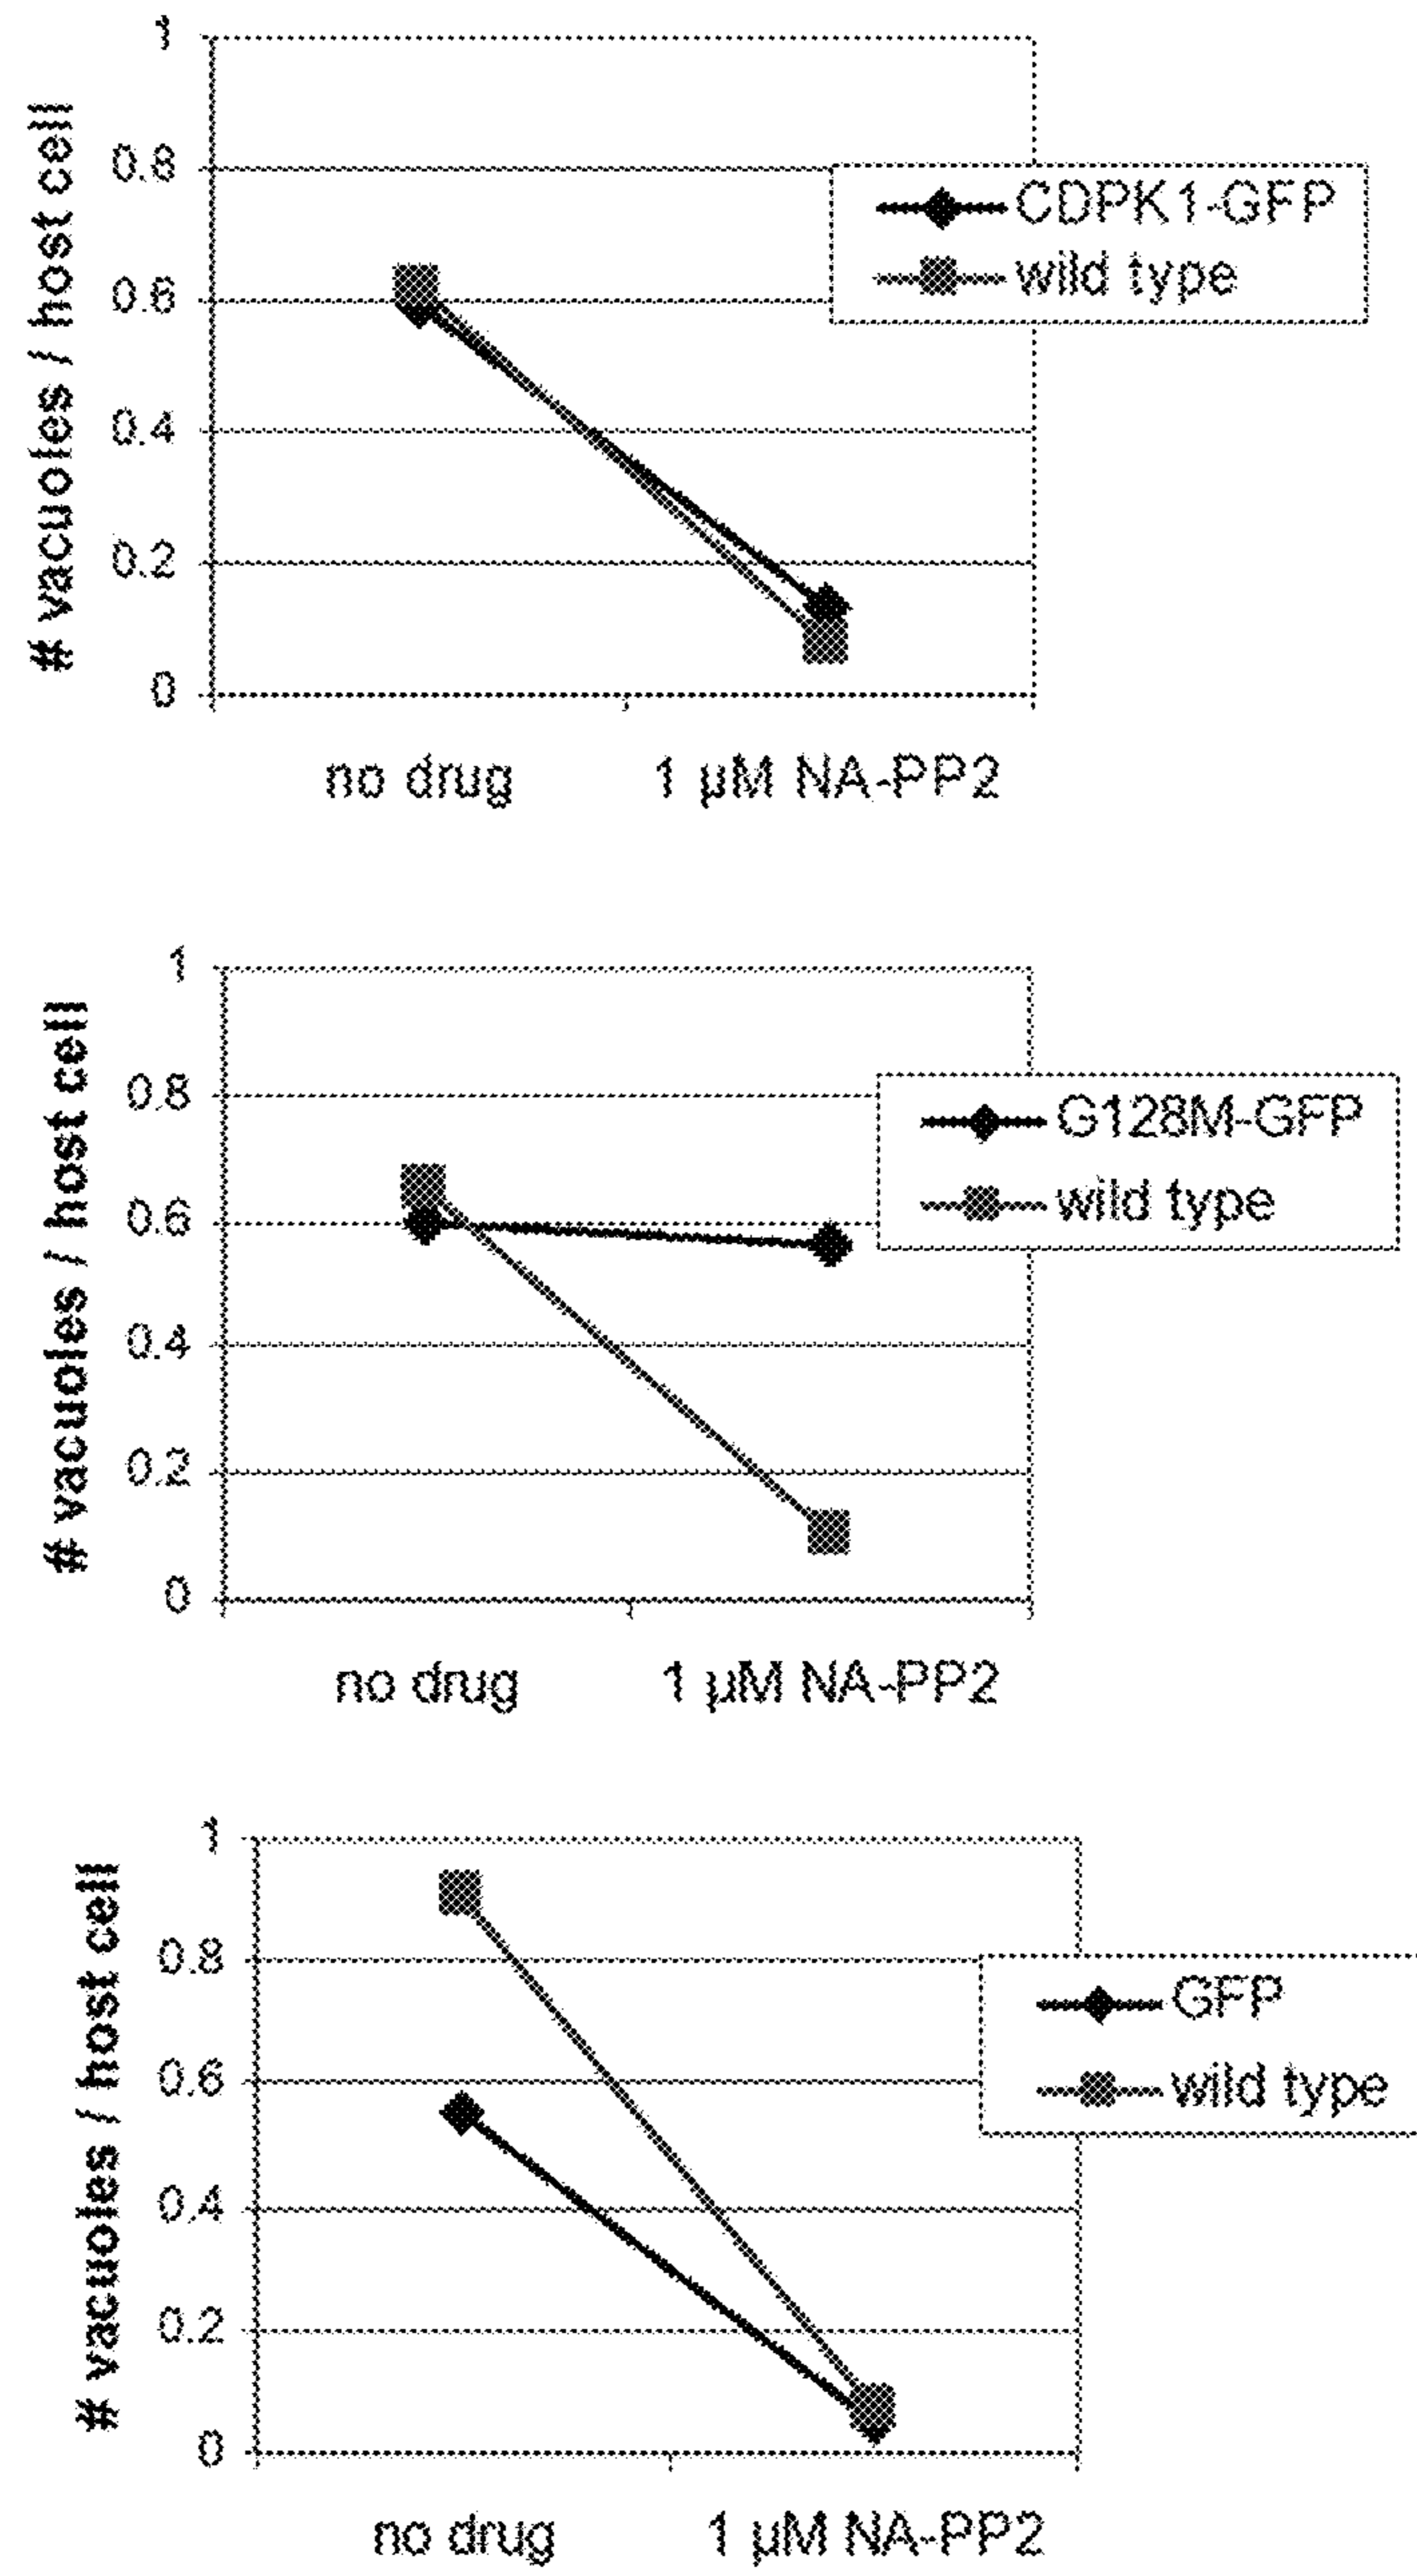 # vacuoles / host cell
1
0.8
0.6
0.4
0.2
0
CDPK1-GFP
wild type
no drug 1 µM NA-PP2
# vacuoles / host cell
1
0.8
0.6
0.4
0.2
0
G128M-GFP
wild type
no drug 1 µM NA-PP2
# vacuoles / host cell
1
0.8
0.6
0.4
0.2
0
GFP
wild type
no drug 1 µM NA-PP2